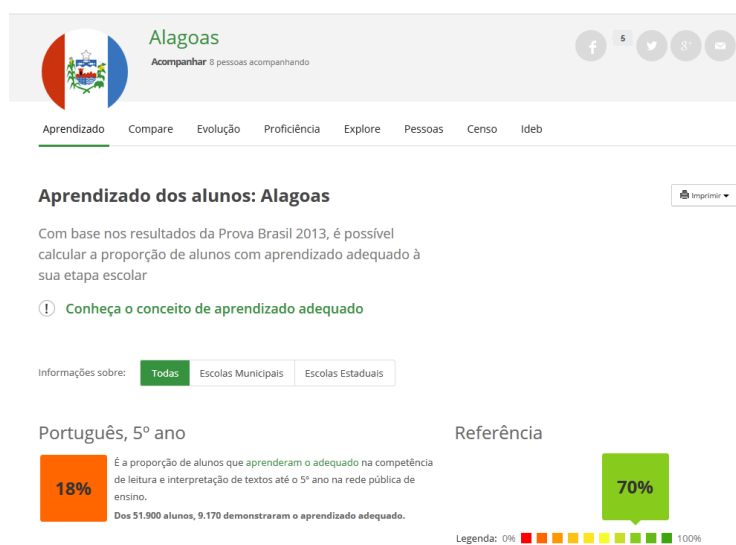 Alagoas
Acompanhar 8 pessoas acompanhando
5
Aprendizado Compare Evolução Proficiência Explore Pessoas Censo Ideb
Aprendizado dos alunos: Alagoas
Imprimir
Com base nos resultados da Prova Brasil 2013, é possível
calcular a proporção de alunos com aprendizado adequado à
sua etapa escolar
Conheça o conceito de aprendizado adequado
Informações sobre: Todas Escolas Municipais Escolas Estaduais
Português, 5º ano
18%
É a proporção de alunos que aprenderam o adequado na competência
de leitura e interpretação de textos até o 5º ano na rede pública de
ensino.
Dos 51.900 alunos, 9.170 demonstraram o aprendizado adequado.
Referência
70%
Legenda: 0% 100%